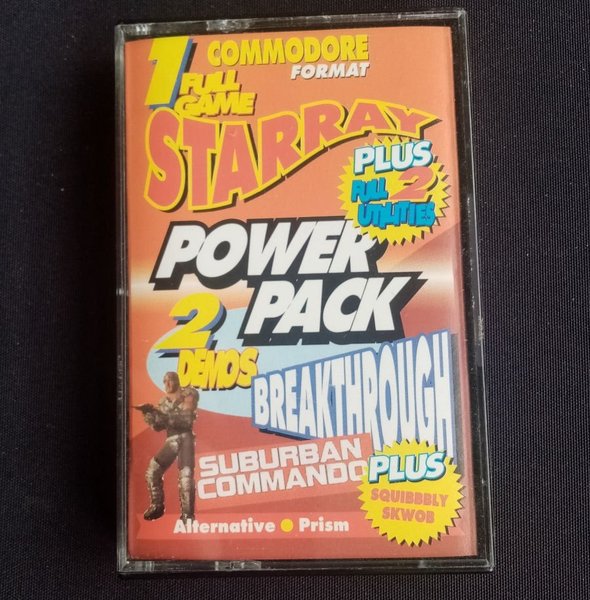 COMMODORE
FORMAT
1 FULL
GAME
STARRAY
PLUS
2 FULL
UTILITIES
POWER
PACK
2
DEMOS
BREAKTHROUGH
SUBURBAN
COMMANDO
PLUS
SQUIBBBLY
SKWOB
Alternative ● Prism